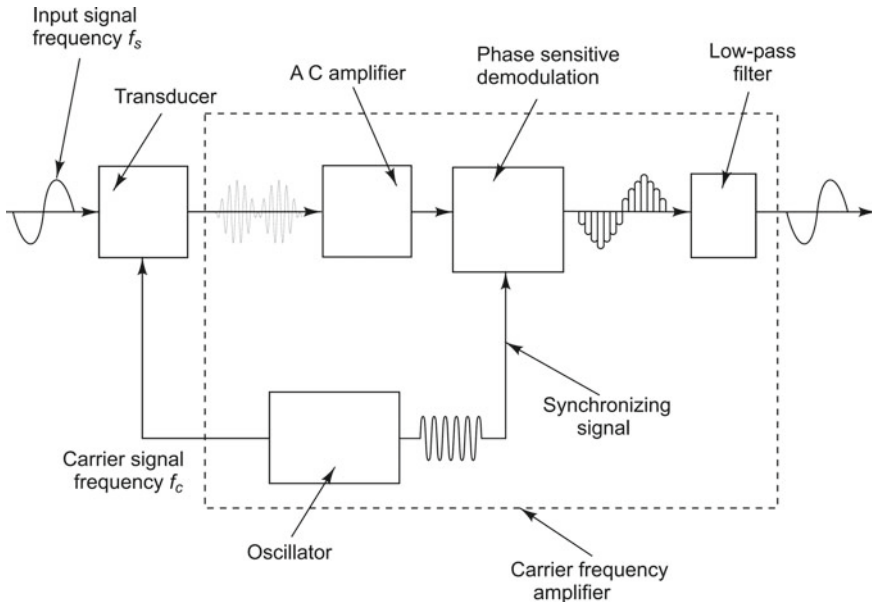 Input signal
frequency fs
Transducer
A C amplifier
Phase sensitive
demodulation
Low-pass
filter
Synchronizing
signal
Carrier signal
frequency fc
Oscillator
Carrier frequency
amplifier